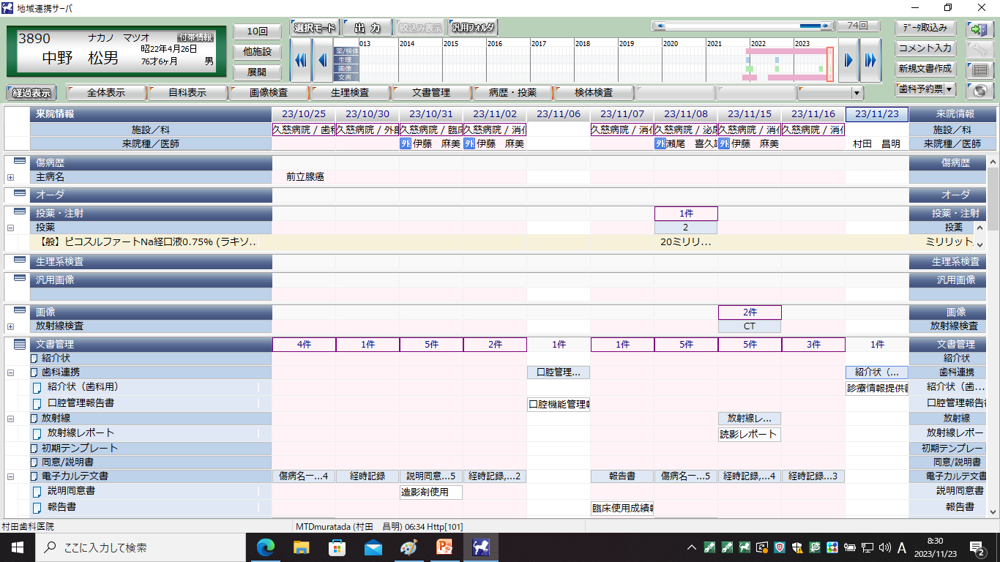 地域連携サーバ
3890
ナカノ マツオ
付帯情報
中野 松男
昭22年4月26日
76才6ヶ月 男
10回
他施設
展開
選択モード
出 力
絞込み表示
汎用フォルダ
74回
013 2014 2015 2016 2017 2018 2019 2020 2021 2022 2023
薬/検体
生理
画像
文書
データ取込み
コメント入力
新規文書作成
歯科予約票
経過表示 全体表示 自科表示 画像検査 生理検査 文書管理 病歴・投薬 検体検査
来院情報 23/10/25 23/10/30 23/10/31 23/11/02 23/11/06 23/11/07 23/11/08 23/11/15 23/11/16 23/11/23 来院情報
施設／科 久慈病院 / 歯科 久慈病院 / 外部 久慈病院 / 臨床 久慈病院 / 消化 久慈病院 / 消化 久慈病院 / 泌尿 久慈病院 / 消化 久慈病院 / 消化 施設／科
来院種／医師 外 伊藤 麻美 外 伊藤 麻美 外 瀬尾 喜久雄 外 伊藤 麻美 村田 昌明 来院種／医師
傷病歴 傷病歴
主病名 前立腺癌
オーダ オーダ
投薬・注射 1件 投薬・注射
投薬 2 投薬
【般】ピコスルファートNa経口液0.75% (ラキソ.. 20ミリリ... ミリリット.
生理系検査 生理系検査
汎用画像 汎用画像
画像 2件 画像
放射線検査 CT 放射線検査
文書管理 4件 1件 5件 2件 1件 1件 5件 5件 3件 1件 文書管理
紹介状 紹介状
歯科連携 口腔管理... 紹介状（... 歯科連携
紹介状（歯科用） 診療情報提供書 紹介状（歯...
口腔管理報告書 口腔機能管理報 口腔管理報告書
放射線 放射線レ... 放射線
放射線レポート 読影レポート 放射線レポー
初期テンプレート 初期テンプレー
同意/説明書 同意/説明書
電子カルテ文書 傷病名一...4 経時記録 説明同意...5 経時記録,...2 報告書 傷病名一...5 経時記録,...4 経時記録...3 電子カルテ文書
説明同意書 造影剤使用 説明同意書
報告書 臨床使用成績報 報告書
村田歯科医院 MTDmuratada (村田 昌明) 06:34 Http[101]
ここに入力して検索
A
8:30
2023/11/23
2